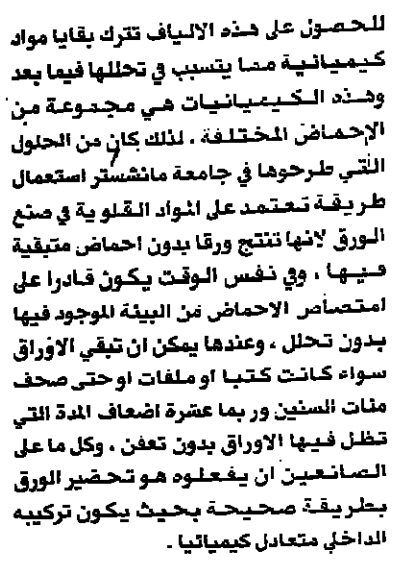 للحصول على هذه الالياف تترك بقايا مواد
كيميائية مما يتسبب في تحللها فيما بعد
وهذه الكيميائيات هي مجموعة من
الاحماض المختلفة ، لذلك كان من الحلول
التي طرحوها في جامعة مانشستر استعمال
طريقة تعتمد على المواد القلوية في صنع
الورق لانها تنتج ورقا بدون احماض متبقية
فيها ، وفي نفس الوقت يكون قادرا على
امتصاص الاحماض من البيئة الموجود فيها
بدون تحلل ، وعندها يمكن ان تبقي الاوراق
سواء كانت كتبا او ملفات او حتى صحف
مئات السنين وربما عشرة اضعاف المدة التي
تظل فيها الاوراق بدون تعفن ، وكل ما على
الصانعين ان يفعلوه هو تحضير الورق
بطريقة صحيحة بحيث يكون تركيبه
الداخلي متعادل كيميائيا -